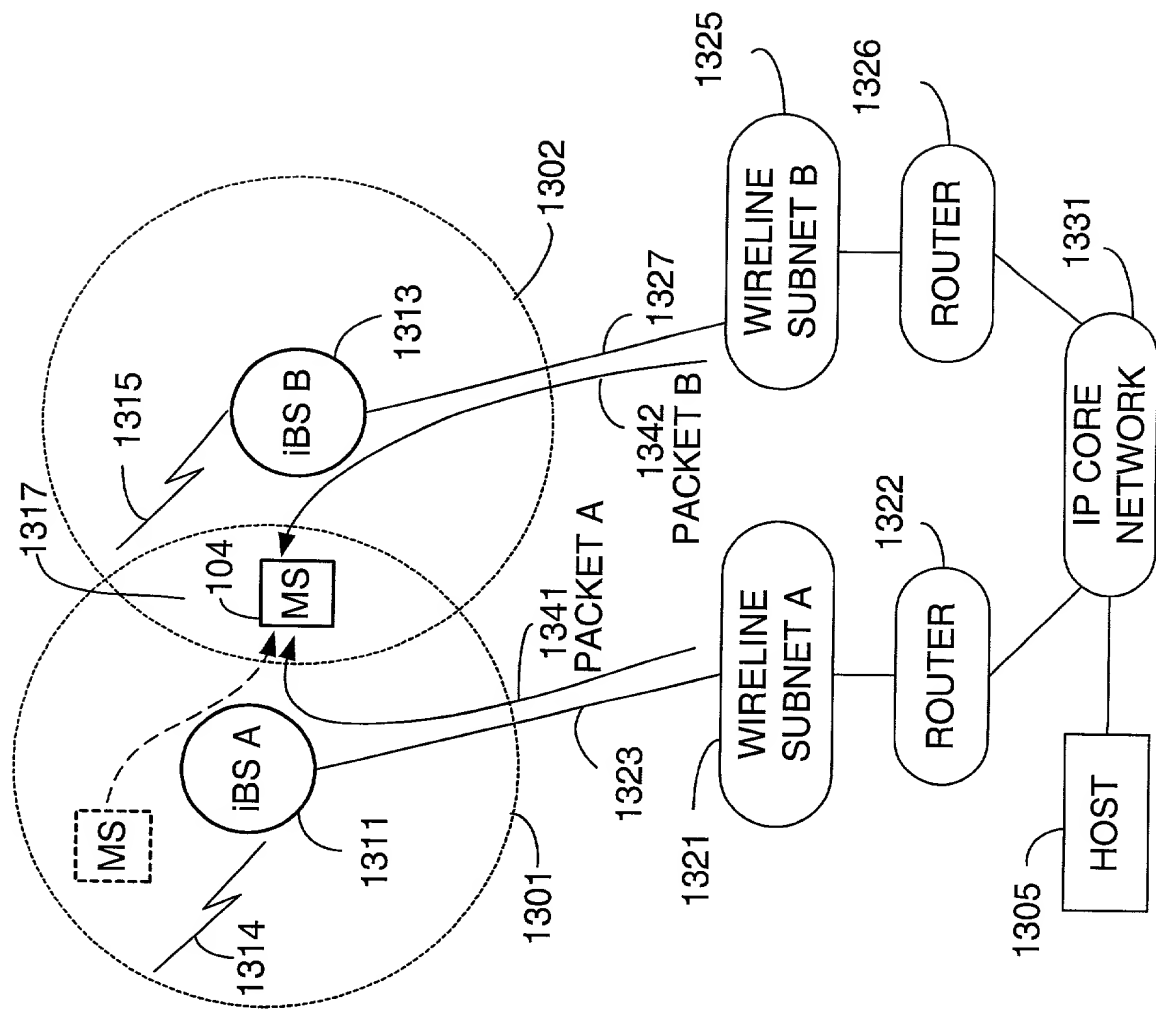 1317
1315
104
MS
MS
iBS A
iBS B
1313
1302
1314
1311
1301
1341
PACKET A
1342
PACKET B
1327
1323
1321
WIRELINE
SUBNET A
WIRELINE
SUBNET B
1325
1322
ROUTER
ROUTER
1326
1305
HOST
IP CORE
NETWORK
1331